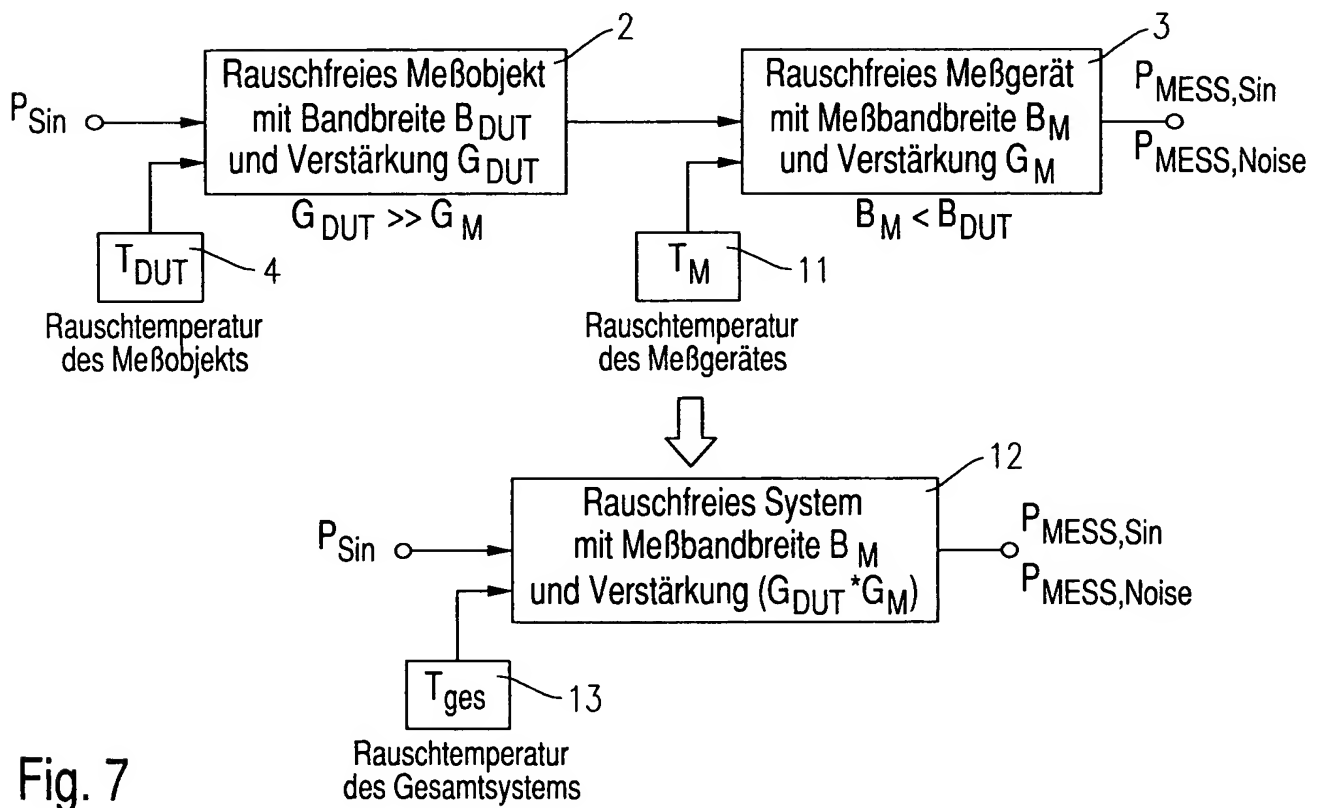 2
3
P_Sin
Rauschfreies Meßobjekt
mit Bandbreite B_DUT
und Verstärkung G_DUT
Rauschfreies Meßgerät
mit Meßbandbreite B_M
und Verstärkung G_M
P_MESS,Sin
P_MESS,Noise
G_DUT >> G_M
B_M < B_DUT
T_DUT
4
T_M
11
Rauschtemperatur
des Meßobjekts
Rauschtemperatur
des Meßgerätes
12
P_Sin
Rauschfreies System
mit Meßbandbreite B_M
und Verstärkung (G_DUT *G_M)
P_MESS,Sin
P_MESS,Noise
T_ges
13
Rauschtemperatur
des Gesamtsystems
Fig. 7